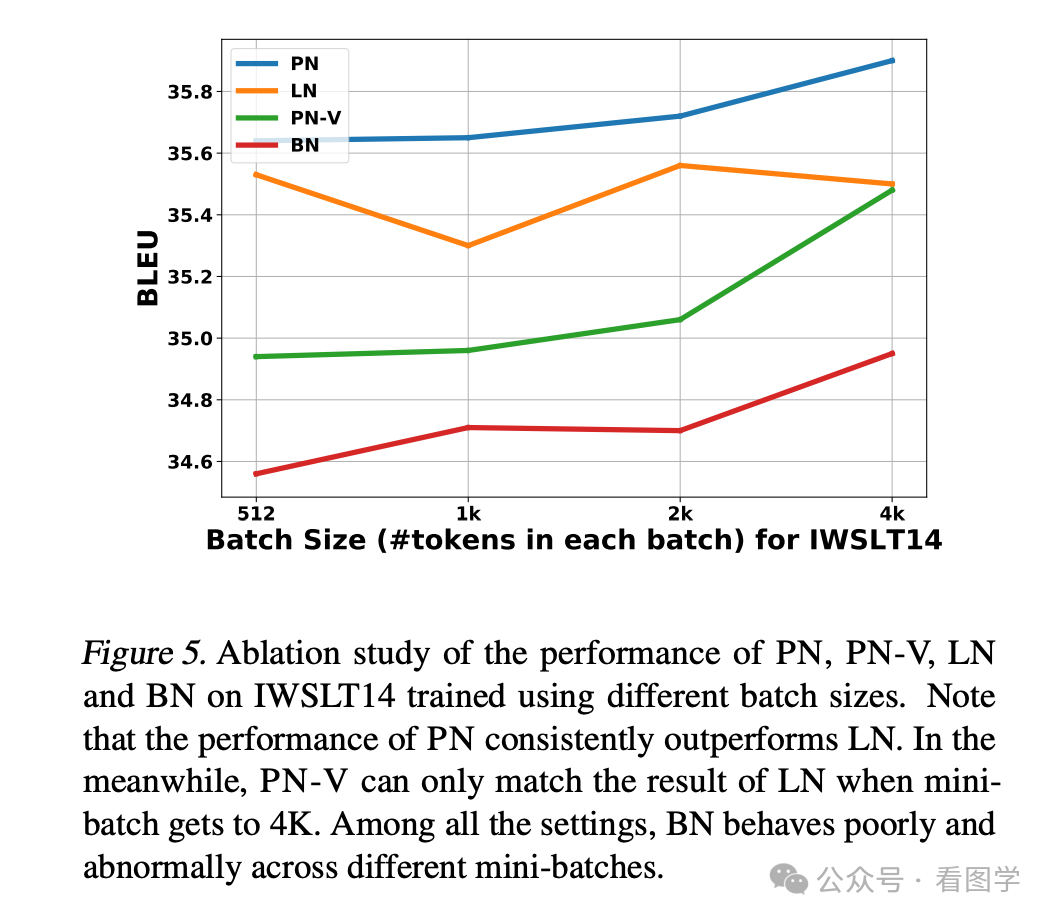 PN
LN
PN-V
BN
35.8
35.6
35.4
35.2
35.0
34.8
34.6
BLEU
512 1k 2k 4k
Batch Size (#tokens in each batch) for IWSLT14
Figure 5. Ablation study of the performance of PN, PN-V, LN
and BN on IWSLT14 trained using different batch sizes. Note
that the performance of PN consistently outperforms LN. In the
meanwhile, PN-V can only match the result of LN when mini-
batch gets to 4K. Among all the settings, BN behaves poorly and
abnormally across different mini-batches.
公众号 · 看图学